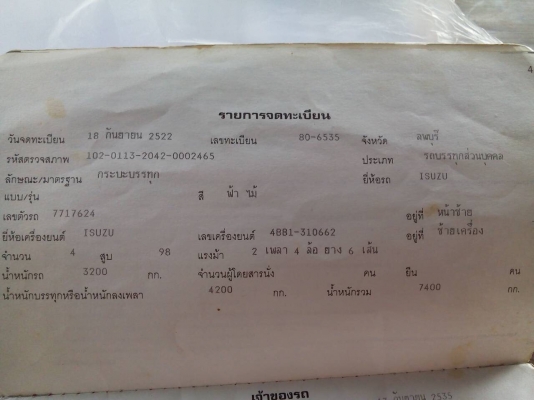 4
รายการจดทะเบียน
วันจดทะเบียน 18 กันยายน 2522 เลขทะเบียน 80-6535 จังหวัด ลพบุรี
รหัสตรวจสภาพ 102-0113-2042-0002465 ประเภท รถบรรทุกส่วนบุคคล
ลักษณะ/มาตรฐาน กระบะบรรทุก ยี่ห้อรถ ISUZU
แบบ/รุ่น สี ฟ้า
เลขตัวรถ 7717624 อยู่ที่ หน้าซ้าย
ยี่ห้อเครื่องยนต์ ISUZU เลขเครื่องยนต์ 4BB1-310662 อยู่ที่ ซ้ายเครื่อง
จำนวน 4 สูบ 98 แรงม้า 2 เพลา 4 ล้อ ยาง 6 เส้น
น้ำหนักรถ 3200 กก. จำนวนผู้โดยสารนั่ง คน ยืน คน
น้ำหนักบรรทุกหรือน้ำหนักลงเพลา 4200 กก. น้ำหนักรวม 7400 กก.
เจ้าของรถ
กันยายน 2535